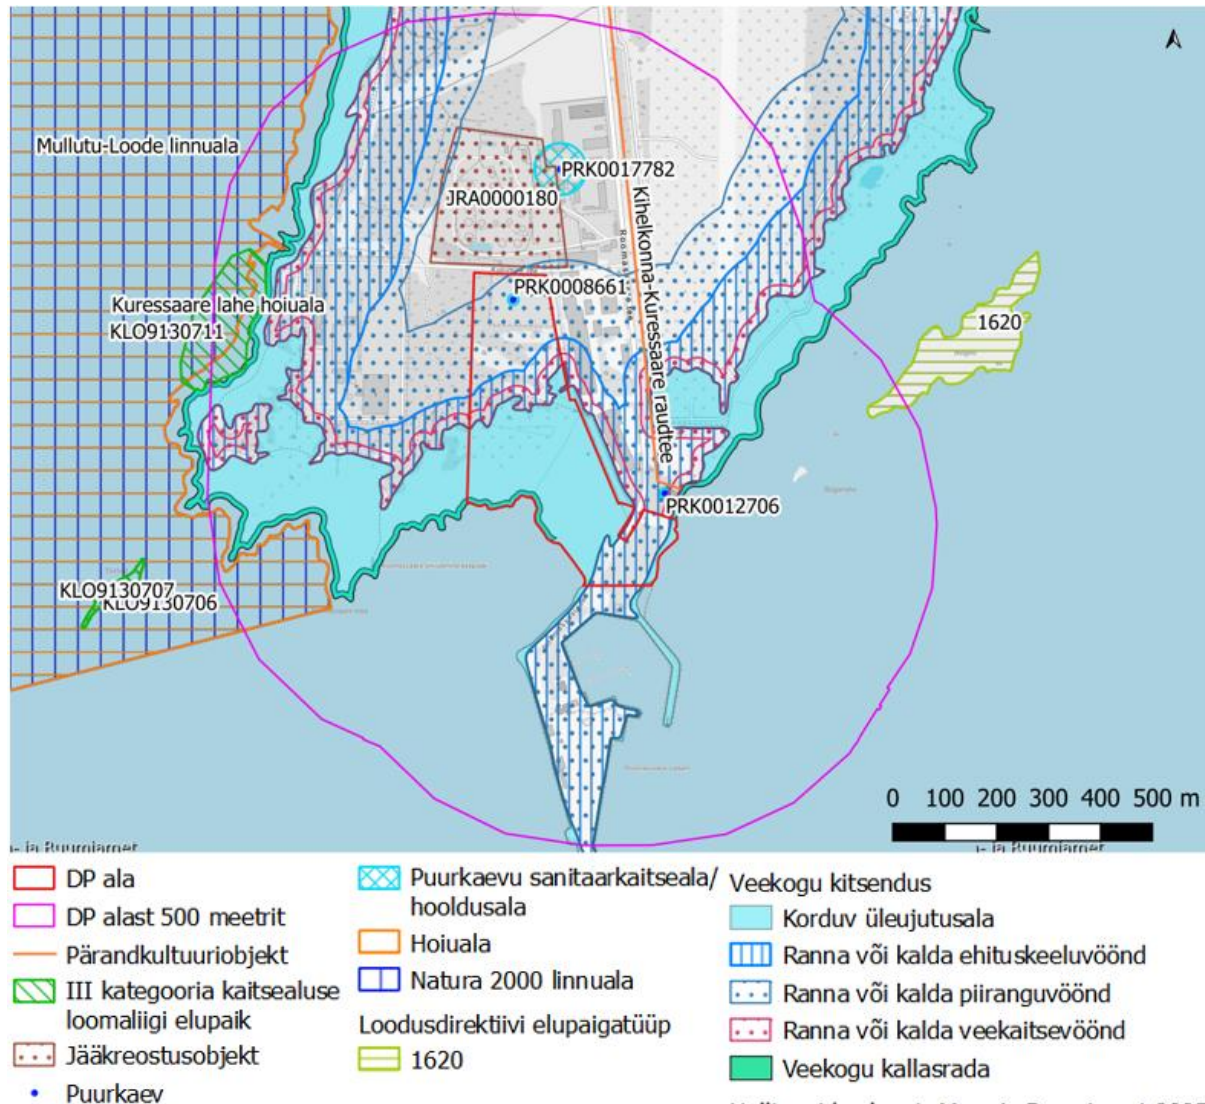 Mullutu-Loode linnuala
PRK0017782
JRA0000180
Kihelkonna-Kuressaare raudtee
Roomassaare tee
PRK0008661
Kuressaare lahe hoiuala
KLO9130711
1620
PRK0012706
KLO9130707
KLO9130706
0 100 200 300 400 500 m
DP ala
DP alast 500 meetrit
Pärandkultuuriobjekt
III kategooria kaitsealuse
loomaliigi elupaik
Jääkreostusobjekt
Puurkaev
Puurkaevu sanitaarkaitseala/
hooldusala
Hoiuala
Natura 2000 linnuala
Loodusdirektiivi elupaigatüüp
1620
Veekogu kitsendus
Korduv üleujutusala
Ranna või kalda ehituskeeluvöönd
Ranna või kalda piiranguvöönd
Ranna või kalda veekaitsevöönd
Veekogu kallasrada